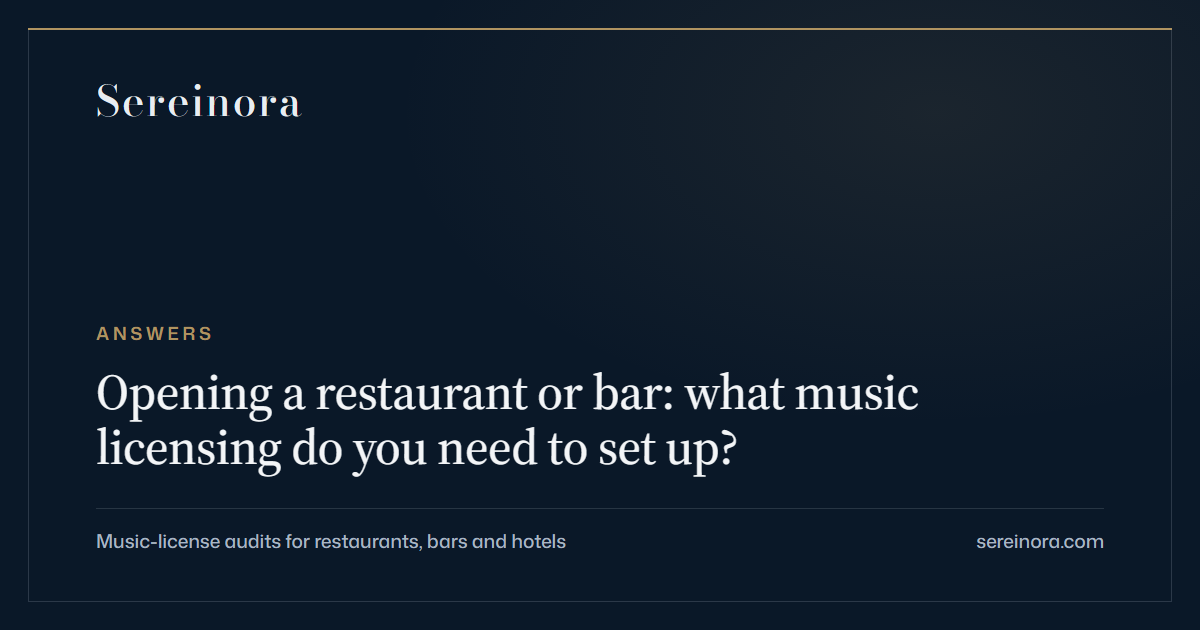 Sereinora
ANSWERS
Opening a restaurant or bar: what music
licensing do you need to set up?
Music-license audits for restaurants, bars and hotels
sereinora.com